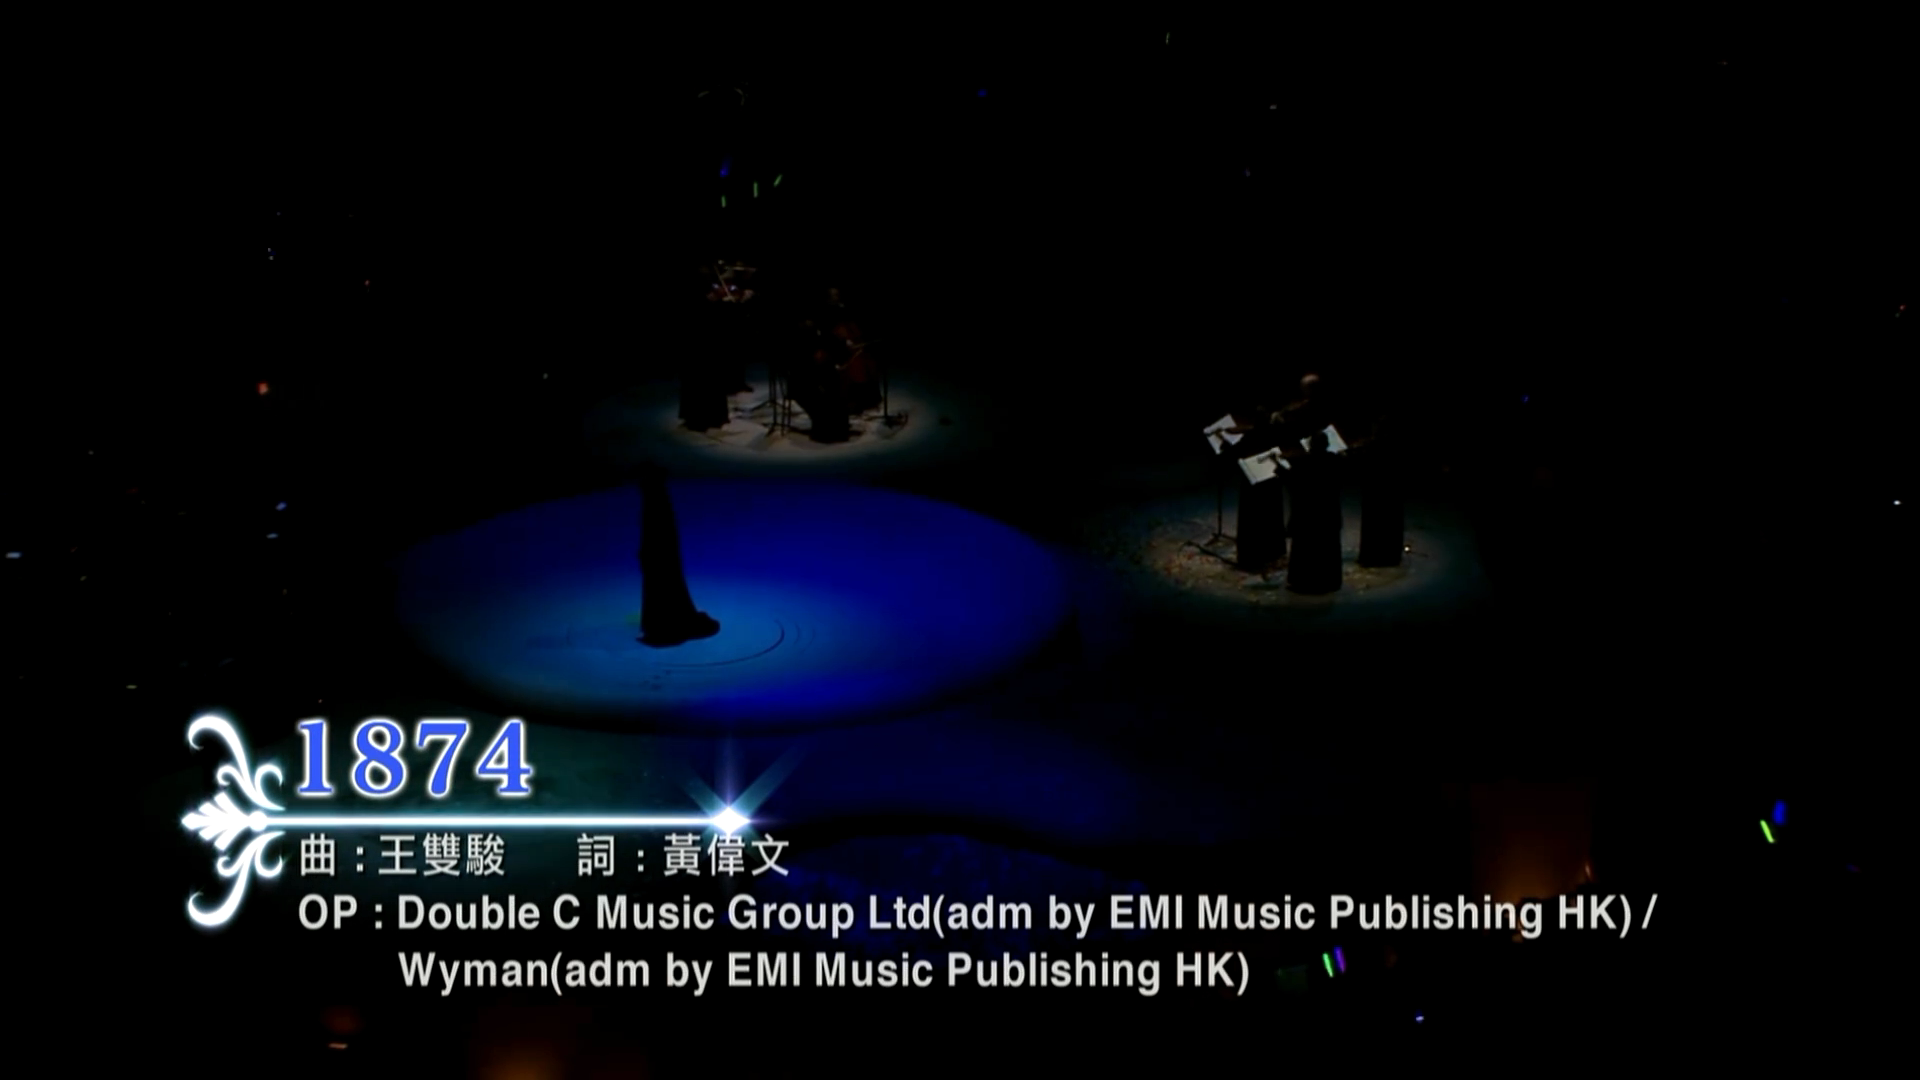 1874
曲：王雙駿 詞：黃偉文
OP : Double C Music Group Ltd(adm by EMI Music Publishing HK) /
Wyman(adm by EMI Music Publishing HK)